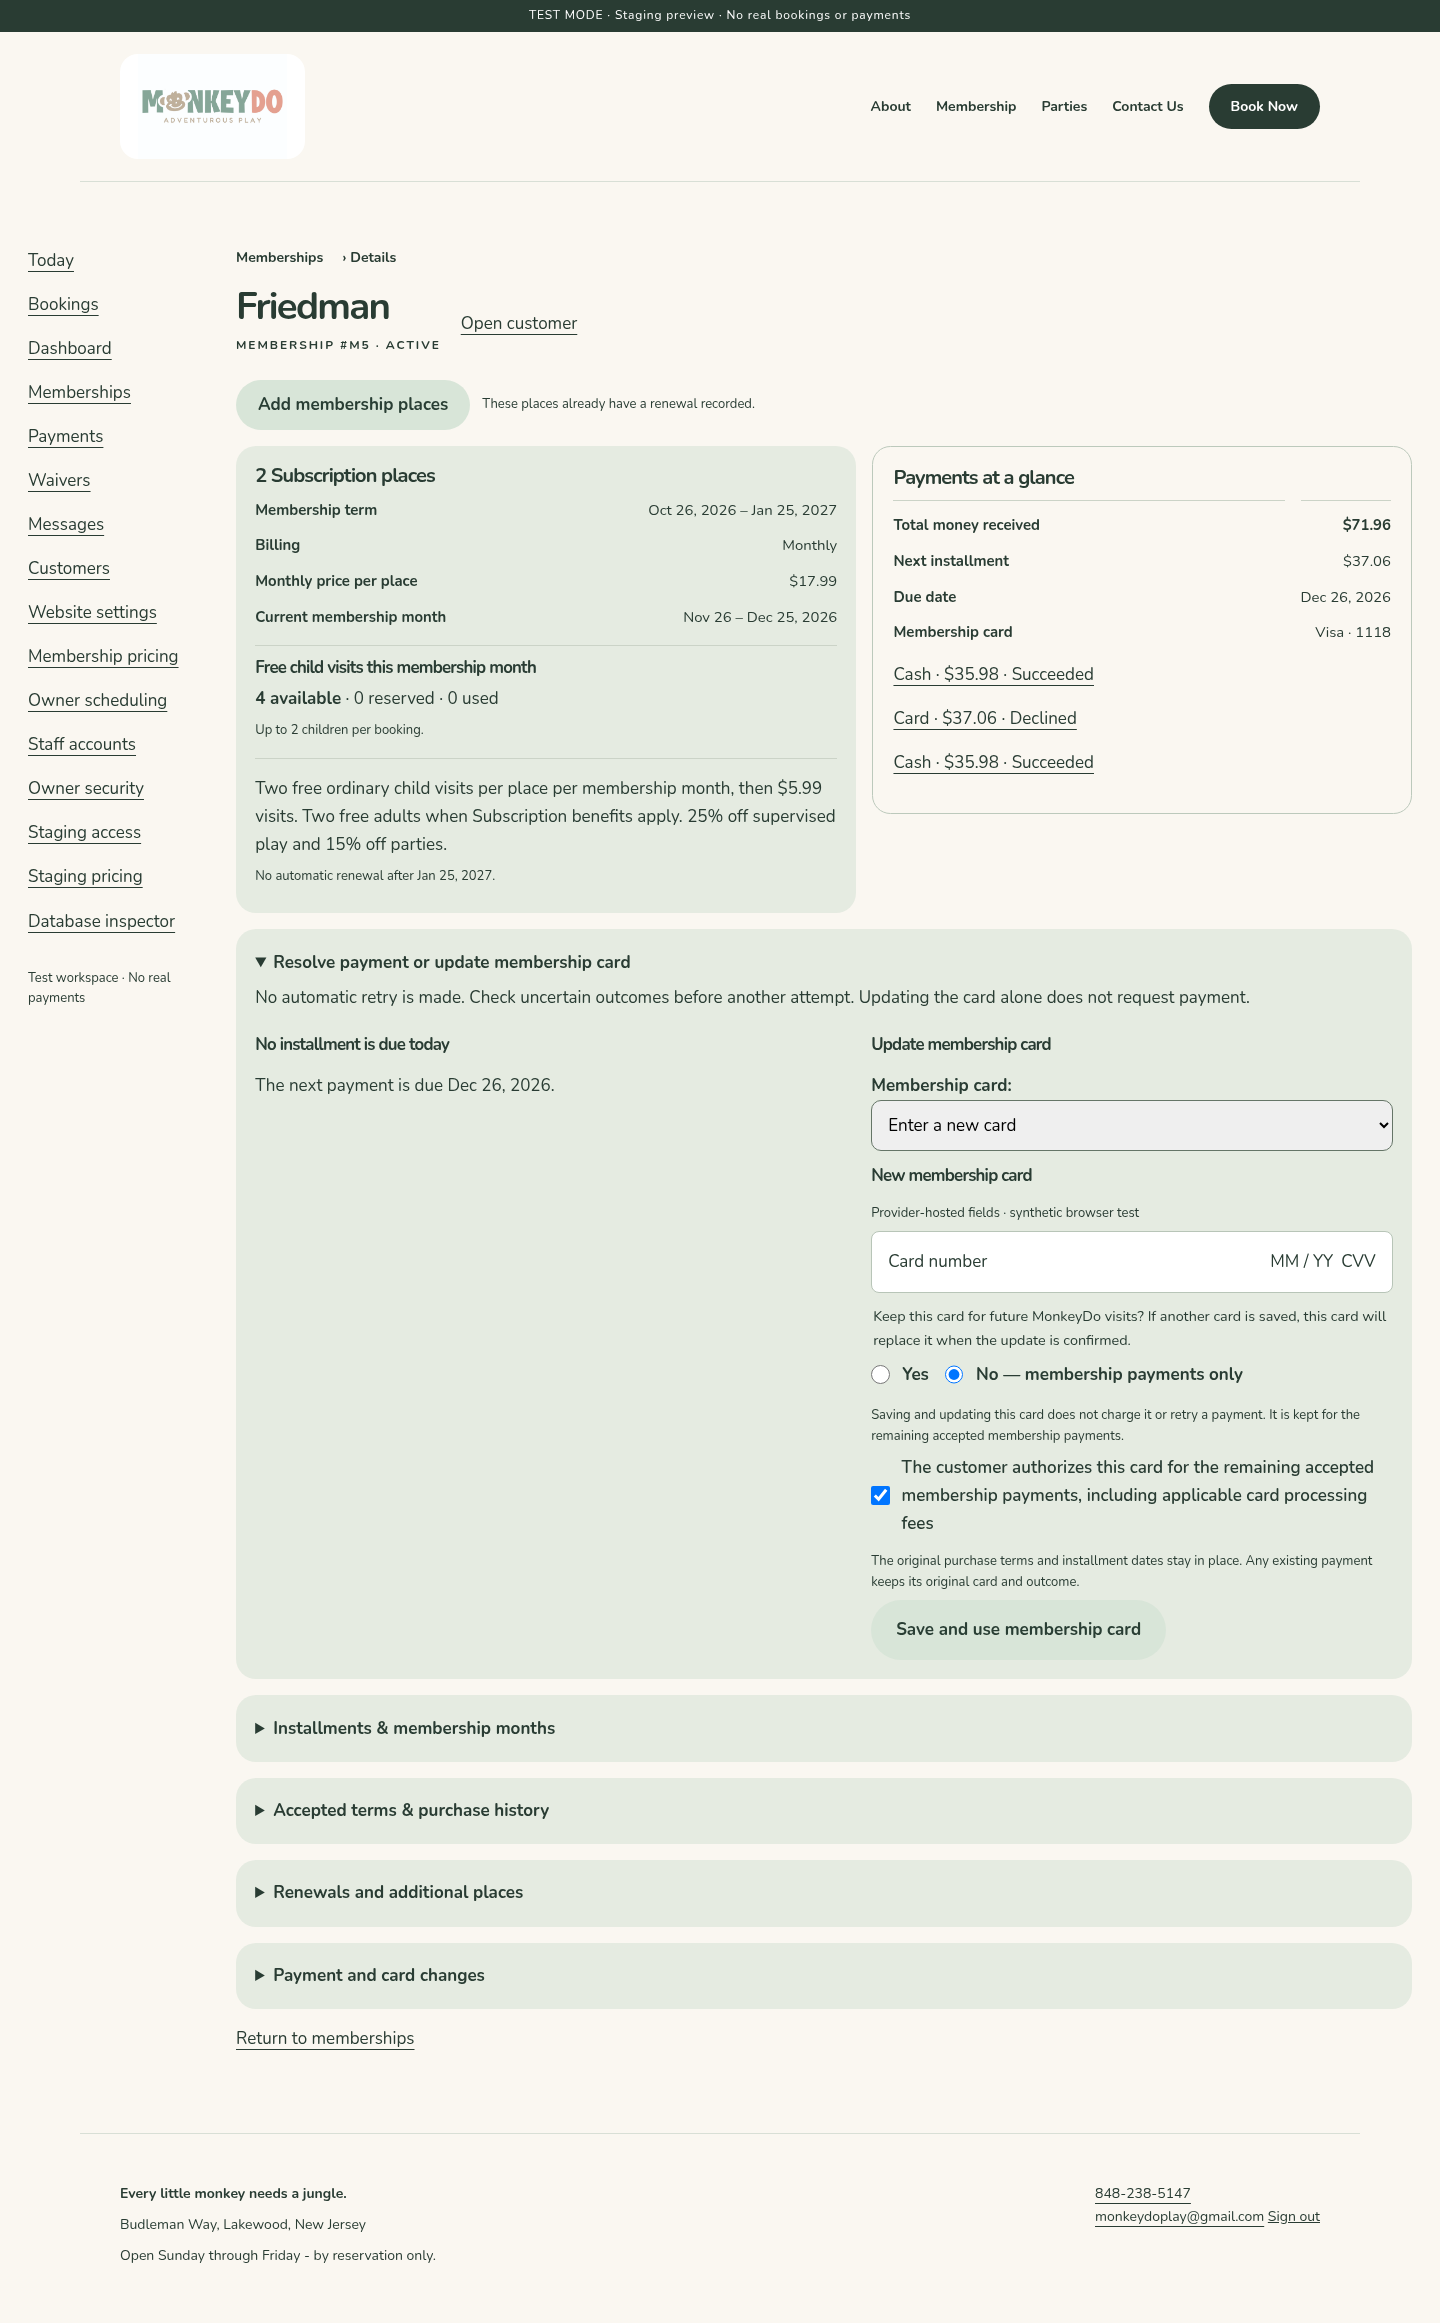 TEST MODE · Staging preview · No real bookings or payments
MONKEYDO
ADVENTUROUS PLAY
About
Membership
Parties
Contact Us
Book Now
Today
Bookings
Dashboard
Memberships
Payments
Waivers
Messages
Customers
Website settings
Membership pricing
Owner scheduling
Staff accounts
Owner security
Staging access
Staging pricing
Database inspector
Test workspace · No real
payments
Memberships › Details
Friedman
MEMBERSHIP #M5 · ACTIVE
Open customer
Add membership places
These places already have a renewal recorded.
2 Subscription places
Membership term Oct 26, 2026 – Jan 25, 2027
Billing Monthly
Monthly price per place $17.99
Current membership month Nov 26 – Dec 25, 2026
Free child visits this membership month
4 available · 0 reserved · 0 used
Up to 2 children per booking.
Two free ordinary child visits per place per membership month, then $5.99
visits. Two free adults when Subscription benefits apply. 25% off supervised
play and 15% off parties.
No automatic renewal after Jan 25, 2027.
Payments at a glance
Total money received $71.96
Next installment $37.06
Due date Dec 26, 2026
Membership card Visa · 1118
Cash · $35.98 · Succeeded
Card · $37.06 · Declined
Cash · $35.98 · Succeeded
▼ Resolve payment or update membership card
No automatic retry is made. Check uncertain outcomes before another attempt. Updating the card alone does not request payment.
No installment is due today
The next payment is due Dec 26, 2026.
Update membership card
Membership card:
Enter a new card
New membership card
Provider-hosted fields · synthetic browser test
Card number MM / YY CVV
Keep this card for future MonkeyDo visits? If another card is saved, this card will
replace it when the update is confirmed.
Yes No — membership payments only
Saving and updating this card does not charge it or retry a payment. It is kept for the
remaining accepted membership payments.
The customer authorizes this card for the remaining accepted
membership payments, including applicable card processing
fees
The original purchase terms and installment dates stay in place. Any existing payment
keeps its original card and outcome.
Save and use membership card
▶ Installments & membership months
▶ Accepted terms & purchase history
▶ Renewals and additional places
▶ Payment and card changes
Return to memberships
Every little monkey needs a jungle.
Budleman Way, Lakewood, New Jersey
Open Sunday through Friday - by reservation only.
848-238-5147
monkeydoplay@gmail.com Sign out